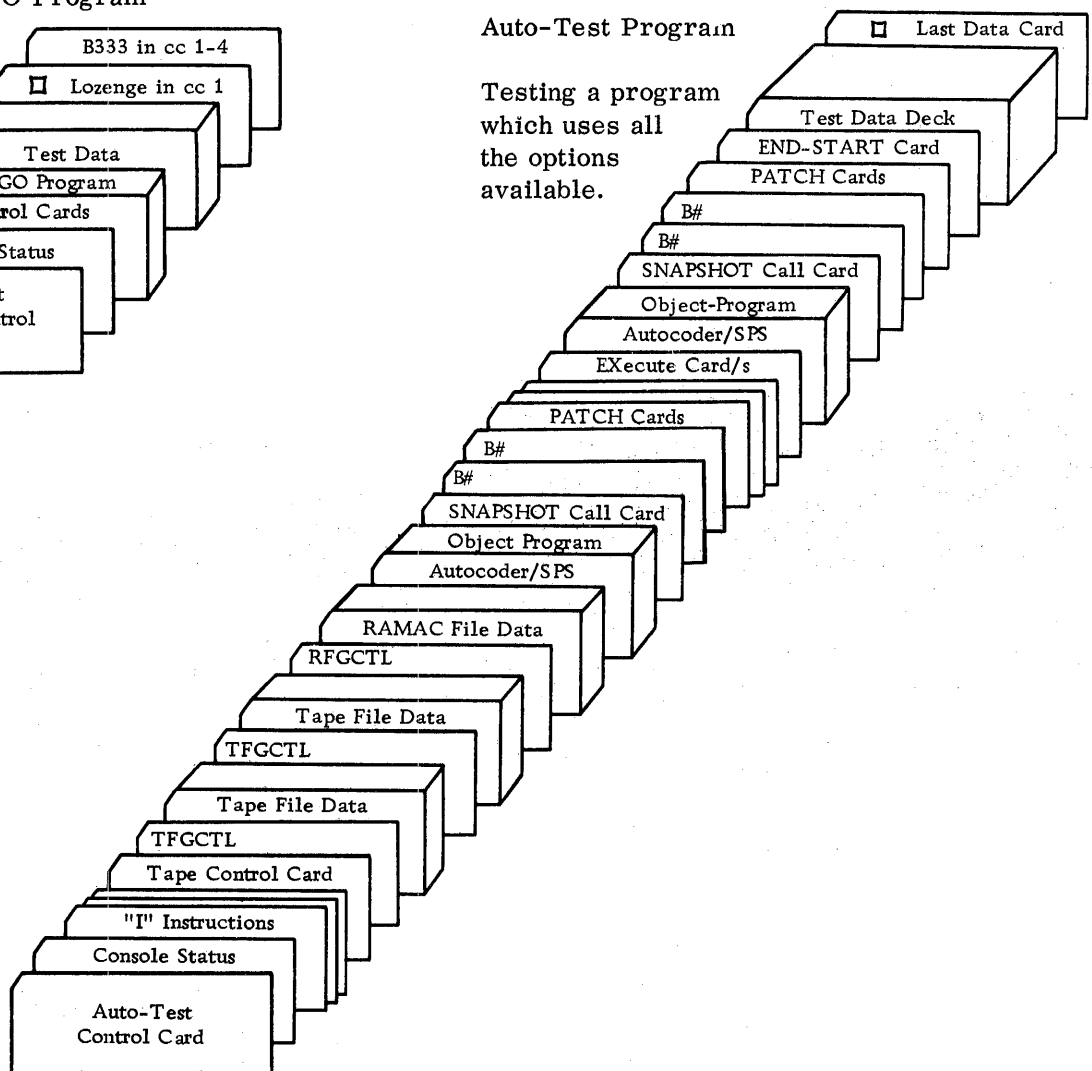 O Program
B333 in cc 1-4
Lozenge in cc 1
Test Data
GO Program
rol Cards
Status
t
trol
Auto-Test Program
Testing a program
which uses all
the options
available.
Last Data Card
Test Data Deck
END-START Card
PATCH Cards
B#
B#
SNAPSHOT Call Card
Object-Program
Autocoder/SPS
EXecute Card/s
PATCH Cards
B#
B#
SNAPSHOT Call Card
Object Program
Autocoder/SPS
RAMAC File Data
RFGCTL
Tape File Data
TFGCTL
Tape File Data
TFGCTL
Tape Control Card
"I" Instructions
Console Status
Auto-Test
Control Card